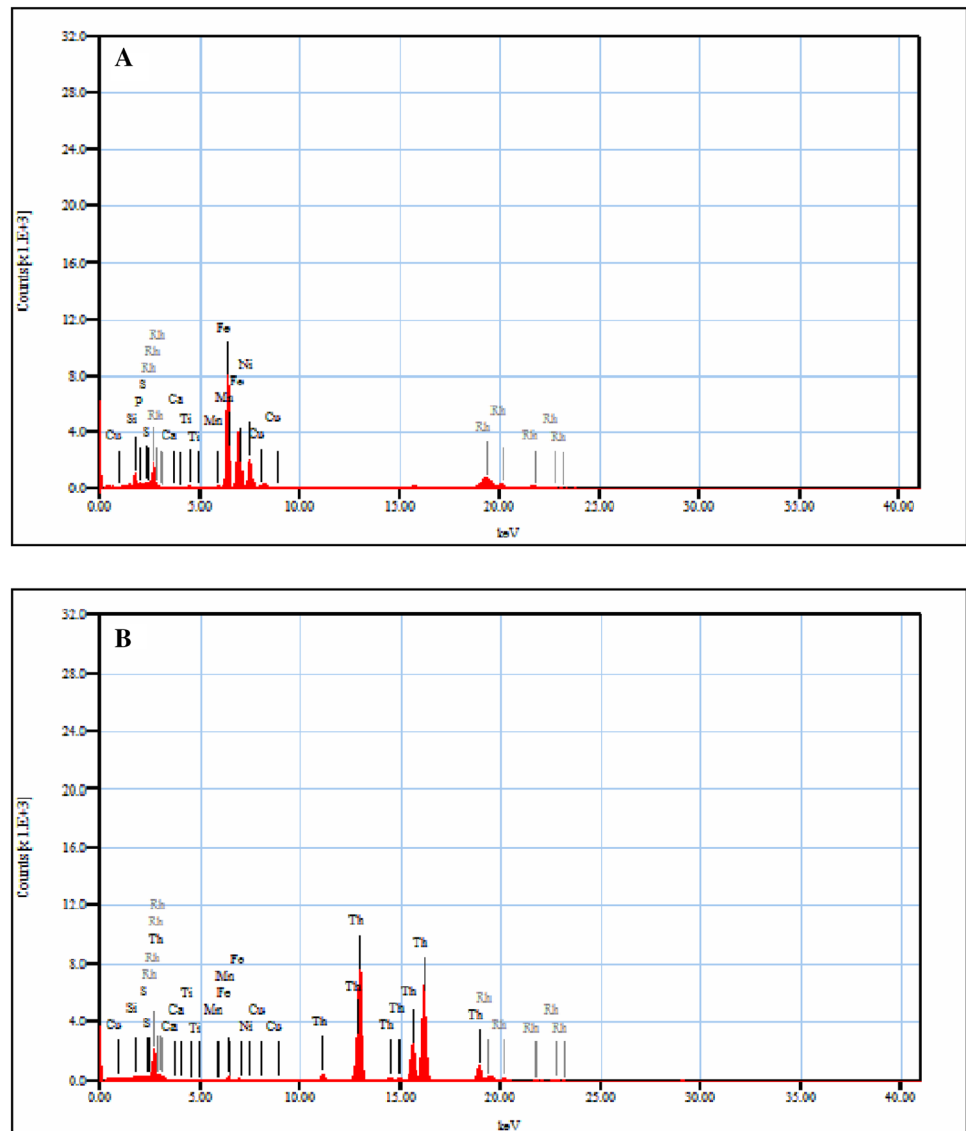 A
32.0
28.0
24.0
20.0
16.0
12.0
8.0
4.0
0.0
Counts[x1.E+3]
Rh
Rh
Rh
S
P
Rh
Si
S
Cu
Ca
Ca
Ti
Ti
Mn
Mn
Fe
Fe
Ni
Cu
Cu
Rh
Rh
Rh
Rh
Rh
0.00 5.00 10.00 15.00 20.00 25.00 30.00 35.00 40.00
keV
B
32.0
28.0
24.0
20.0
16.0
12.0
8.0
4.0
0.0
Counts[x1.E+3]
Rh
Rh
Th
Rh
Rh
S
Si
S
Cu
Ti
Ca
Ca
Ti
Fe
Mn
Fe
Mn
Ni
Cu
Cu
Th
Th
Th
Th
Th
Th
Th
Th
Rh
Rh
Rh
Rh
Rh
0.00 5.00 10.00 15.00 20.00 25.00 30.00 35.00 40.00
keV